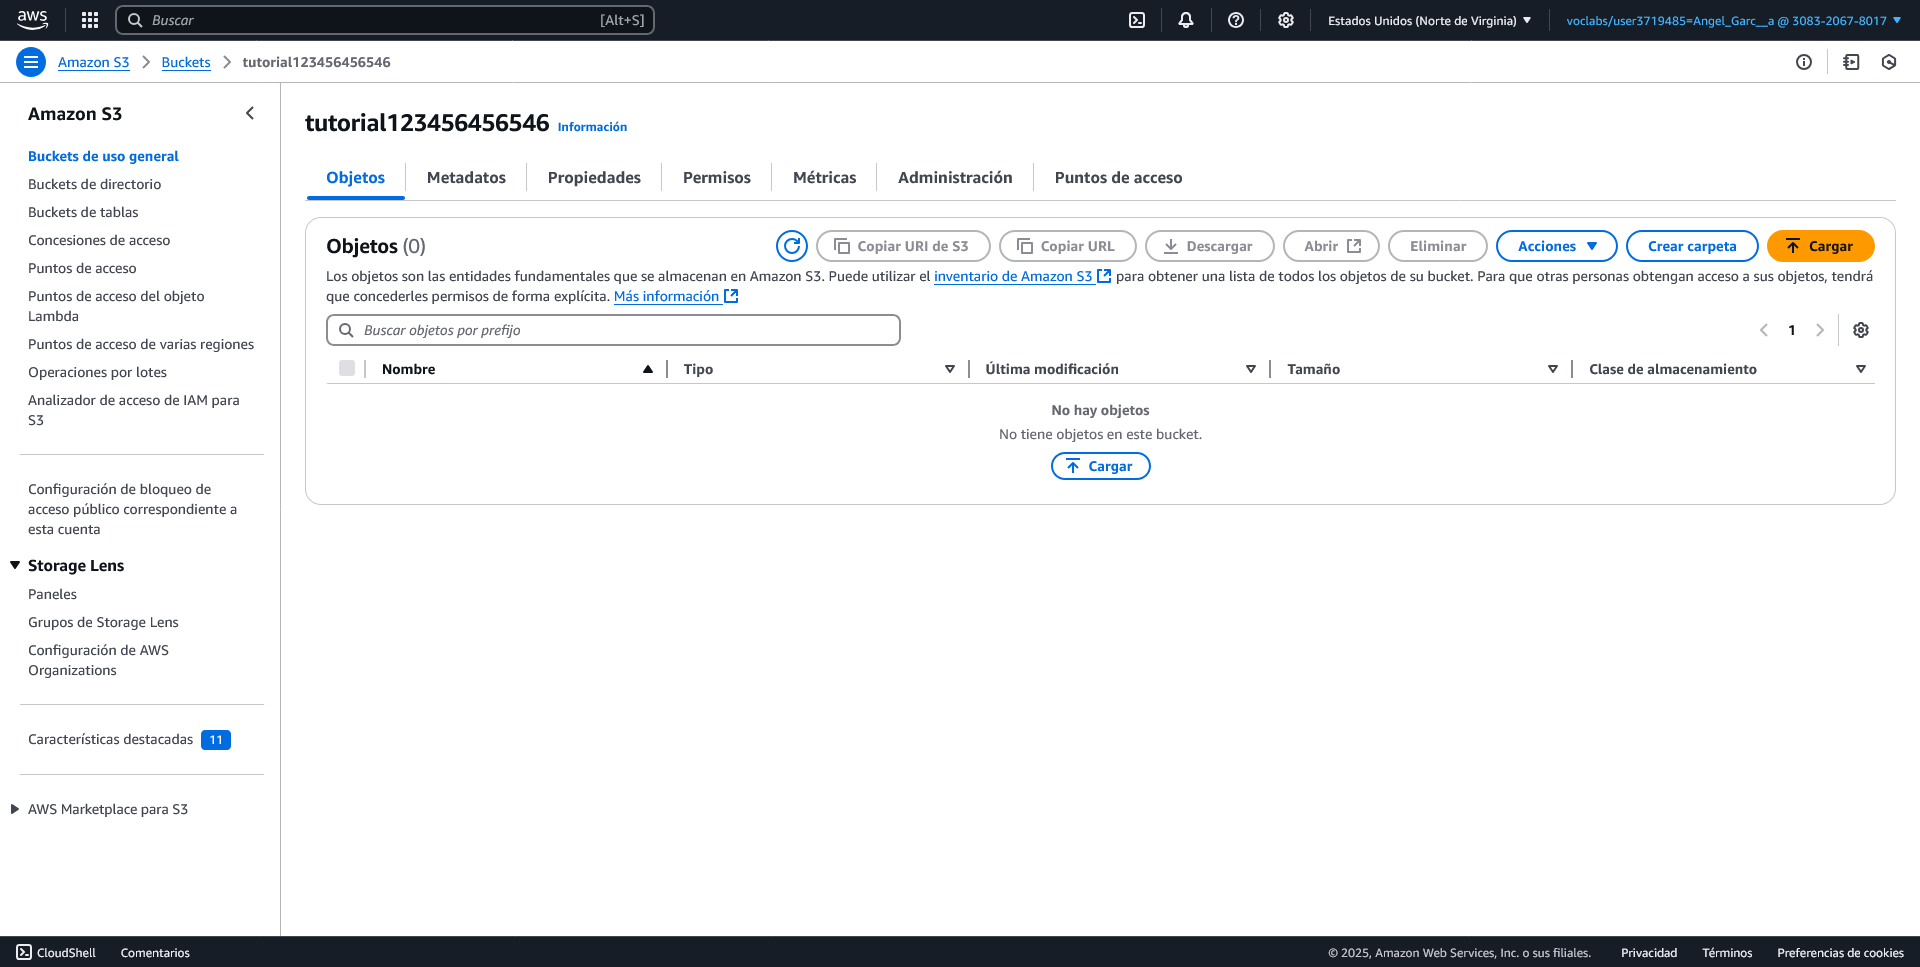 aws
Buscar
[Alt+S]
Estados Unidos (Norte de Virginia)
voclabs/user3719485=Angel_Garc__a @ 3083-2067-8017
Amazon S3
Buckets
tutorial123456456546
Amazon S3
Buckets de uso general
Buckets de directorio
Buckets de tablas
Concesiones de acceso
Puntos de acceso
Puntos de acceso del objeto
Lambda
Puntos de acceso de varias regiones
Operaciones por lotes
Analizador de acceso de IAM para
S3
Configuración de bloqueo de
acceso público correspondiente a
esta cuenta
Storage Lens
Paneles
Grupos de Storage Lens
Configuración de AWS
Organizations
Características destacadas 11
AWS Marketplace para S3
tutorial123456456546 Información
Objetos
Metadatos
Propiedades
Permisos
Métricas
Administración
Puntos de acceso
Objetos (0)
Copiar URI de S3
Copiar URL
Descargar
Abrir
Eliminar
Acciones
Crear carpeta
Cargar
Los objetos son las entidades fundamentales que se almacenan en Amazon S3. Puede utilizar el inventario de Amazon S3 para obtener una lista de todos los objetos de su bucket. Para que otras personas obtengan acceso a sus objetos, tendrá
que concederles permisos de forma explícita. Más información
Buscar objetos por prefijo
1
Nombre
Tipo
Última modificación
Tamaño
Clase de almacenamiento
No hay objetos
No tiene objetos en este bucket.
Cargar
CloudShell
Comentarios
© 2025, Amazon Web Services, Inc. o sus filiales.
Privacidad
Términos
Preferencias de cookies